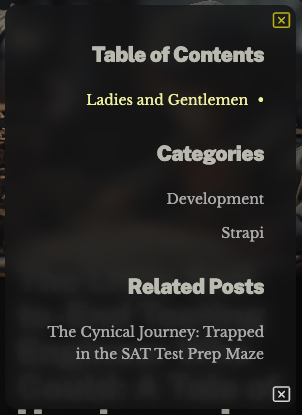 Table of Contents
Ladies and Gentlemen •
Categories
Development
Strapi
Related Posts
The Cynical Journey: Trapped
in the SAT Test Prep Maze